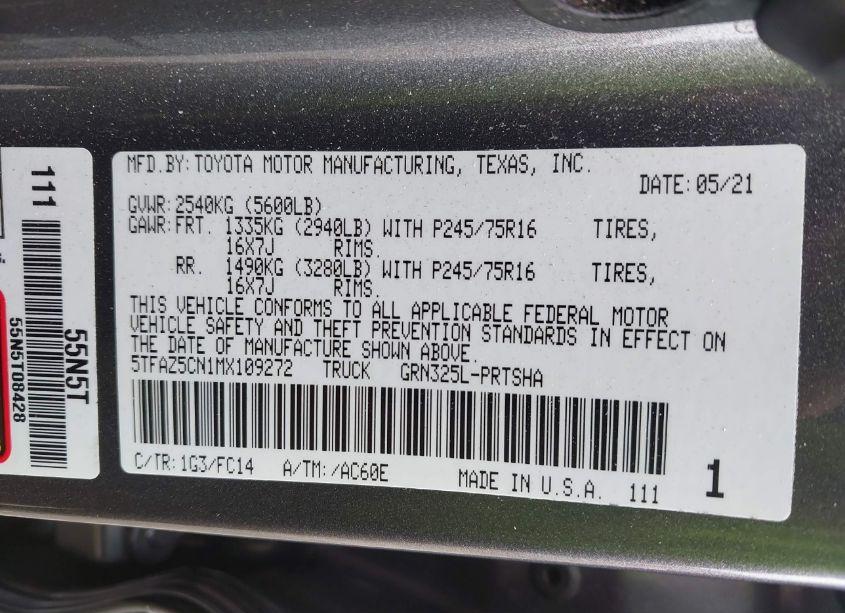 111
55N5T
55N5T08428
MFD.BY:TOYOTA MOTOR MANUFACTURING, TEXAS, INC.
DATE:05/21
GVWR:2540KG (5600LB)
GAWR:FRT. 1335KG (2940LB) WITH P245/75R16 TIRES,
16X7J RIMS.
RR. 1490KG (3280LB) WITH P245/75R16 TIRES,
16X7J RIMS.
THIS VEHICLE CONFORMS TO ALL APPLICABLE FEDERAL MOTOR
VEHICLE SAFETY AND THEFT PREVENTION STANDARDS IN EFFECT ON
THE DATE OF MANUFACTURE SHOWN ABOVE.
5TFAZ5CN1MX109272 TRUCK GRN325L-PRTSHA
C/TR:1G3/FC14 A/TM:/AC60E MADE IN U.S.A. 111 1